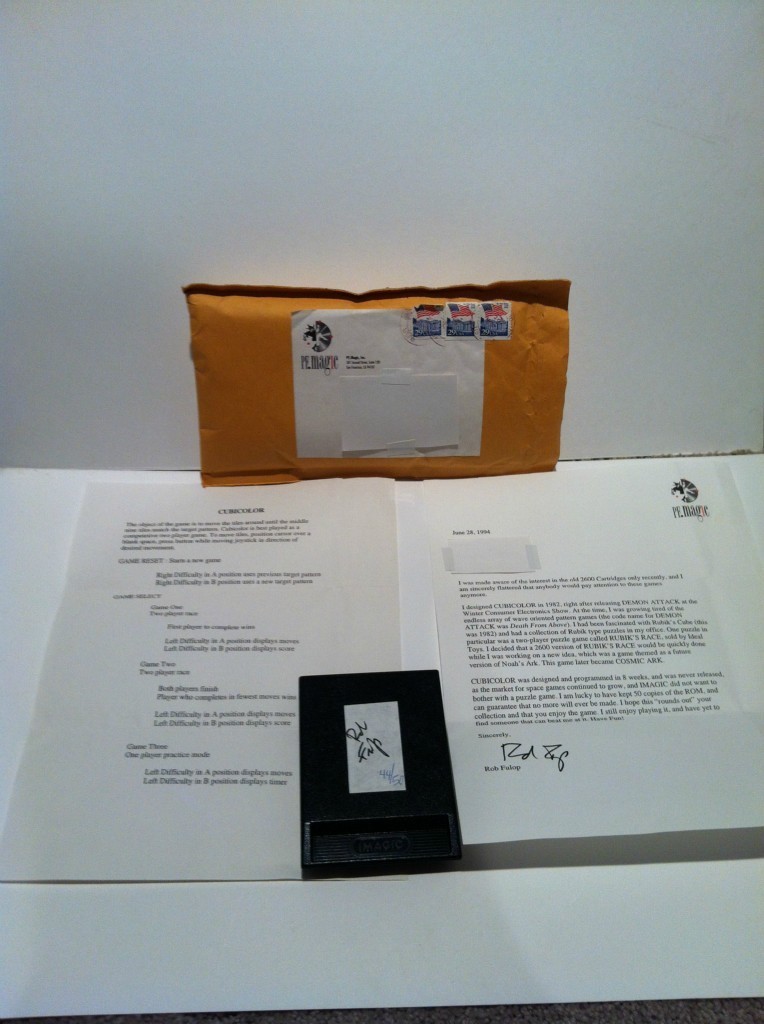 PF.magic
PF. Magic, Inc.
29
29
29
CUBICOLOR
The object of the game is to move the tiles around until the middle
nine tiles match the target pattern. Cubicolor is best played as a
competitive two player game. To move tiles, position cursor over a
blank space, press button while moving joystick in direction of
desired movement.
GAME RESET - Starts a new game
Right Difficulty in A position uses previous target pattern
Right Difficulty in B position uses a new target pattern
GAME SELECT
Game One
Two player race
First player to complete wins
Left Difficulty in A position displays moves
Left Difficulty in B position displays score
Game Two
Two player race
Both players finish
Player who completes in fewest moves wins
Left Difficulty in A position displays moves
Left Difficulty in B position displays score
Game Three
One player practice mode
Left Difficulty in A position displays moves
Left Difficulty in B position displays timer
PF.magic
June 28, 1994
I was made aware of the interest in the old 2600 Cartridges only recently, and I
am sincerely flattered that anybody would pay attention to these games
anymore.
I designed CUBICOLOR in 1982, right after releasing DEMON ATTACK at the
Winter Consumer Electronics Show. At the time, I was growing tired of the
endless array of wave oriented pattern games (the code name for DEMON
ATTACK was Death From Above). I had been fascinated with Rubik's Cube (this
was 1982) and had a collection of Rubik type puzzles in my office. One puzzle in
particular was a two-player puzzle game called RUBIK'S RACE, sold by Ideal
Toys. I decided that a 2600 version of RUBIK'S RACE would be quickly done
while I was working on a new idea, which was a game themed as a future
version of Noah's Ark. This game later became COSMIC ARK.
CUBICOLOR was designed and programmed in 8 weeks, and was never released,
as the market for space games continued to grow, and IMAGIC did not want to
bother with a puzzle game. I am lucky to have kept 50 copies of the ROM, and
can guarantee that no more will ever be made. I hope this "rounds out" your
collection and that you enjoy the game. I still enjoy playing it, and have yet to
find someone that can beat me at it. Have Fun!
Sincerely,
Rob Fulop
Rob Fulop
Rob
Fulop
44/50
IMAGIC